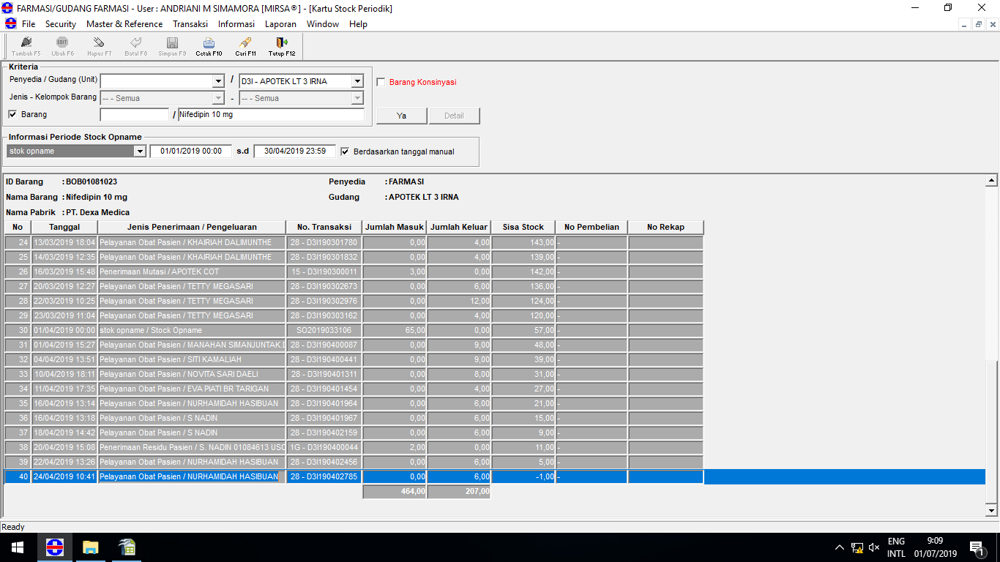 FARMASI/GUDANG FARMASI - User : ANDRIANI M SIMAMORA [MIRSA®] - [Kartu Stock Periodik]
File Security Master & Reference Transaksi Informasi Laporan Window Help
Tambah F5 Ubah F6 Hapus F7 Batal F8 Simpan F9 Cetak F10 Cari F11 Tutup F12
Kriteria
Penyedia / Gudang (Unit) / D3I - APOTEK LT 3 IRNA Barang Konsinyasi
Jenis - Kelompok Barang -- - Semua - -- - Semua
Barang / Nifedipin 10 mg Ya Detail
Informasi Periode Stock Opname
stok opname 01/01/2019 00:00 s.d 30/04/2019 23:59 Berdasarkan tanggal manual
ID Barang : BOB01081023 Penyedia : FARMASI
Nama Barang : Nifedipin 10 mg Gudang : APOTEK LT 3 IRNA
Nama Pabrik : PT. Dexa Medica
No Tanggal Jenis Penerimaan / Pengeluaran No. Transaksi Jumlah Masuk Jumlah Keluar Sisa Stock No Pembelian No Rekap
24 13/03/2019 18:04 Pelayanan Obat Pasien / KHAIRIAH DALIMUNTHE 28 - D3I190301780 0,00 4,00 143,00 -
25 14/03/2019 12:35 Pelayanan Obat Pasien / KHAIRIAH DALIMUNTHE 28 - D3I190301832 0,00 4,00 139,00 -
26 16/03/2019 15:48 Penerimaan Mutasi / APOTEK COT 15 - D3I190300011 3,00 0,00 142,00 -
27 20/03/2019 12:27 Pelayanan Obat Pasien / TETTY MEGASARI 28 - D3I190302673 0,00 6,00 136,00 -
28 22/03/2019 10:25 Pelayanan Obat Pasien / TETTY MEGASARI 28 - D3I190302976 0,00 12,00 124,00 -
29 23/03/2019 11:04 Pelayanan Obat Pasien / TETTY MEGASARI 28 - D3I190303162 0,00 4,00 120,00 -
30 01/04/2019 00:00 stok opname / Stock Opname SO2019033106 65,00 0,00 57,00 -
31 01/04/2019 15:27 Pelayanan Obat Pasien / MANAHAN SIMANJUNTAK.D 28 - D3I190400087 0,00 9,00 48,00 -
32 04/04/2019 13:51 Pelayanan Obat Pasien / SITI KAMALIAH 28 - D3I190400441 0,00 9,00 39,00 -
33 10/04/2019 18:11 Pelayanan Obat Pasien / NOVITA SARI DAELI 28 - D3I190401311 0,00 8,00 31,00 -
34 11/04/2019 17:35 Pelayanan Obat Pasien / EVA PIATI BR TARIGAN 28 - D3I190401454 0,00 4,00 27,00 -
35 16/04/2019 13:14 Pelayanan Obat Pasien / NURHAMIDAH HASIBUAN 28 - D3I190401964 0,00 6,00 21,00 -
36 16/04/2019 13:18 Pelayanan Obat Pasien / S NADIN 28 - D3I190401967 0,00 6,00 15,00 -
37 18/04/2019 14:42 Pelayanan Obat Pasien / S NADIN 28 - D3I190402159 0,00 6,00 9,00 -
38 20/04/2019 15:08 Penerimaan Residu Pasien / S. NADIN 01084613 USC 1G - D3I190400044 2,00 0,00 11,00 -
39 22/04/2019 13:26 Pelayanan Obat Pasien / NURHAMIDAH HASIBUAN 28 - D3I190402456 0,00 6,00 5,00 -
40 24/04/2019 10:41 Pelayanan Obat Pasien / NURHAMIDAH HASIBUAN 28 - D3I190402785 0,00 6,00 -1,00 -
464,00 207,00
Ready
ENG 9:09
INTL 01/07/2019 1